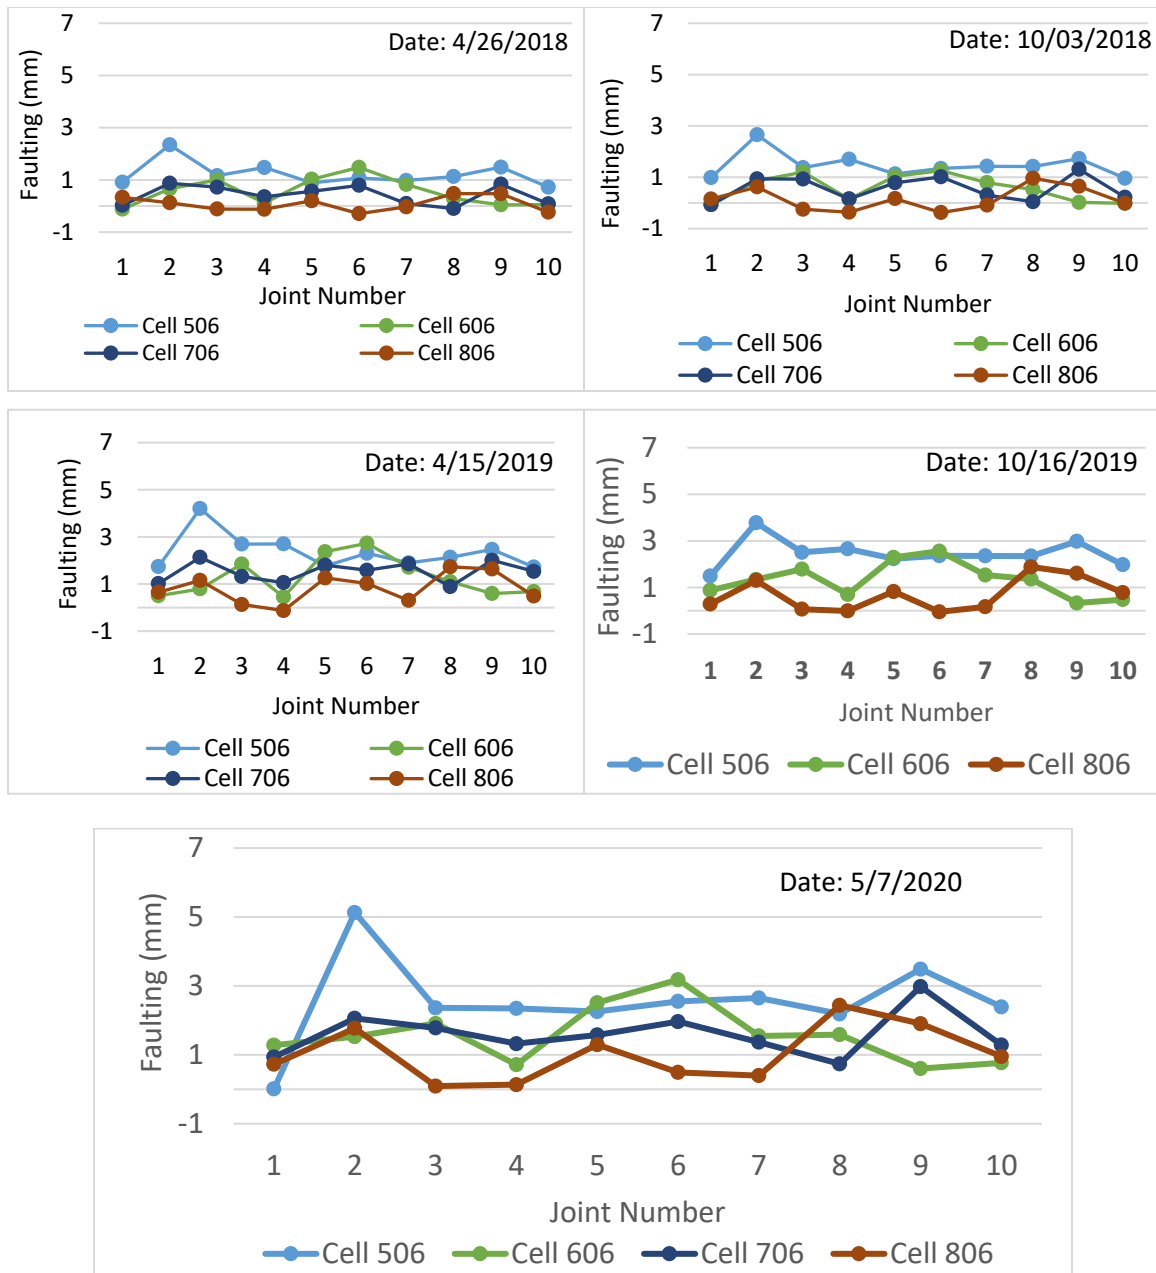 Date: 4/26/2018
Faulting (mm)
7
5
3
1
-1
1 2 3 4 5 6 7 8 9 10
Joint Number
Cell 506 Cell 606
Cell 706 Cell 806
Date: 10/03/2018
Faulting (mm)
7
5
3
1
-1
1 2 3 4 5 6 7 8 9 10
Joint Number
Cell 506 Cell 606
Cell 706 Cell 806
Date: 4/15/2019
Faulting (mm)
7
5
3
1
-1
1 2 3 4 5 6 7 8 9 10
Joint Number
Cell 506 Cell 606
Cell 706 Cell 806
Date: 10/16/2019
Faulting (mm)
7
5
3
1
-1
1 2 3 4 5 6 7 8 9 10
Joint Number
Cell 506 Cell 606 Cell 806
Date: 5/7/2020
Faulting (mm)
7
5
3
1
-1
1 2 3 4 5 6 7 8 9 10
Joint Number
Cell 506 Cell 606 Cell 706 Cell 806